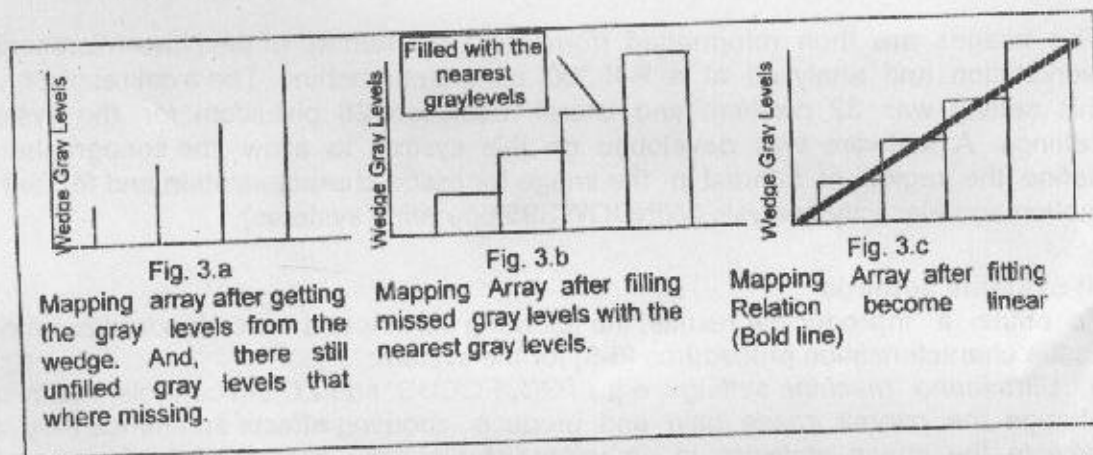 Wedge Gray Levels
Fig. 3.a
Mapping array after getting
the gray levels from the
wedge. And, there still
unfilled gray levels that
where missing.
Filled with the
nearest
graylevels
Wedge Gray Levels
Fig. 3.b
Mapping Array after filling
missed gray levels with the
nearest gray levels.
Wedge Gray Levels
Fig. 3.c
Mapping Array after fitting
Relation become linear
(Bold line)